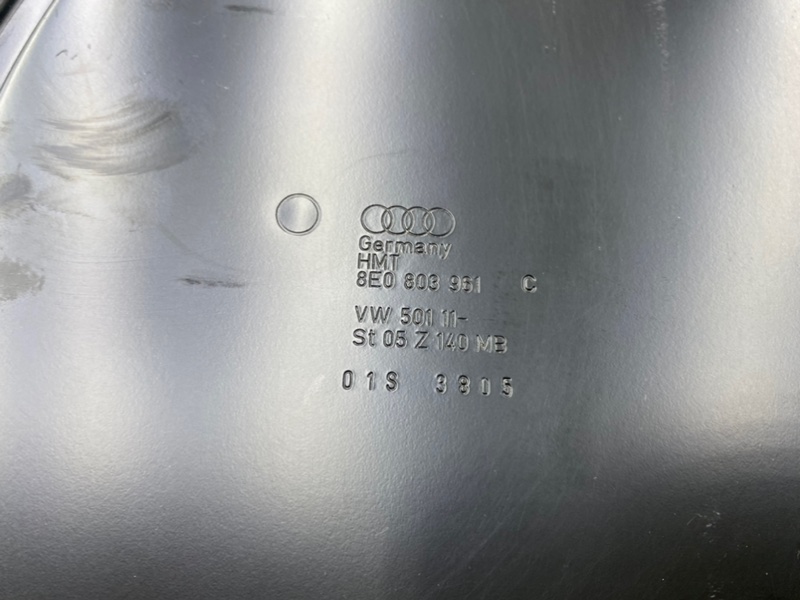 Germany
HMT
8E0 803 961 C
VW 501 11-
St 05 Z 140 MB
01S 3805